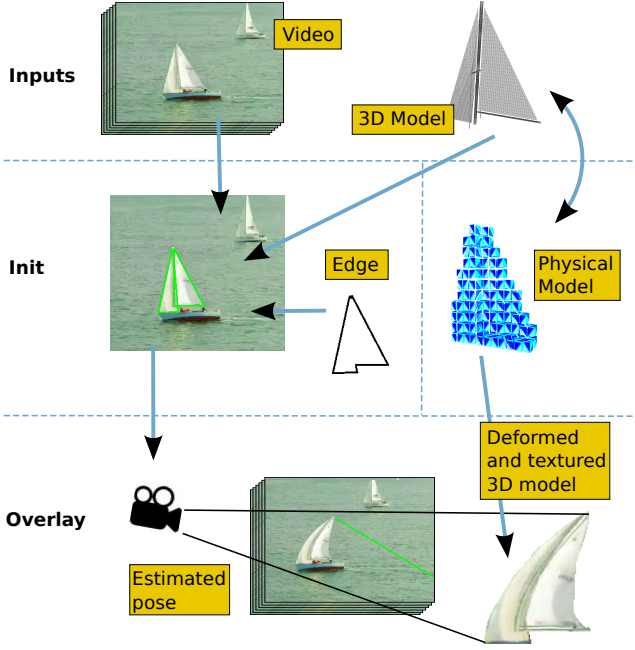 Video
Inputs
3D Model
Init
Edge
Physical
Model
Deformed
and textured
3D model
Overlay
Estimated
pose